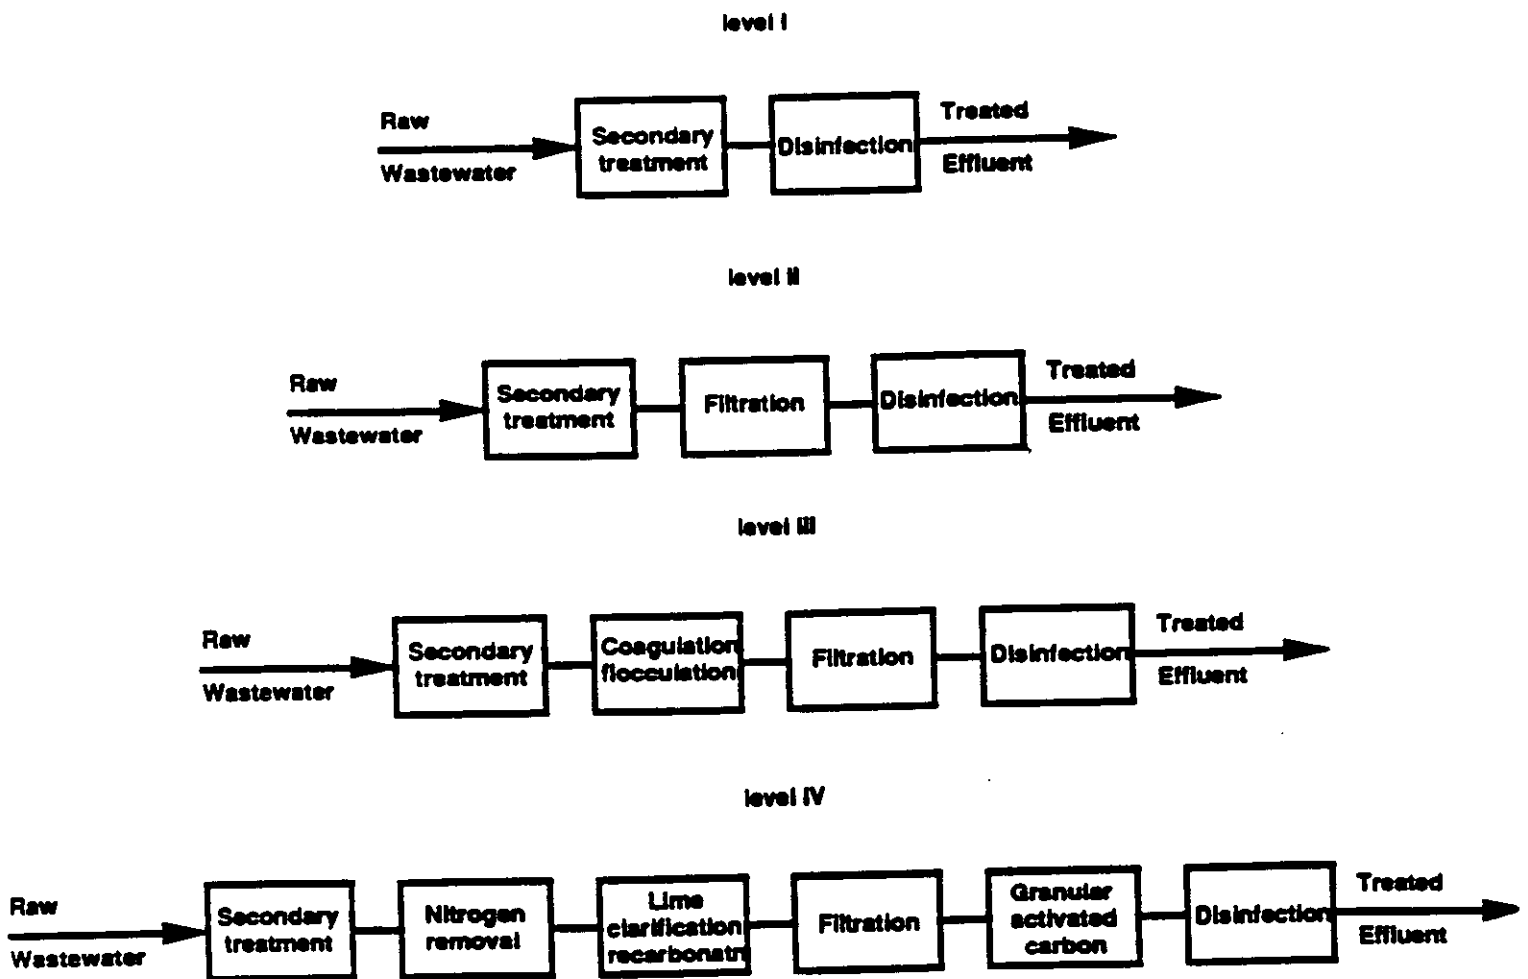 level I
Raw
Wastewater
Secondary
treatment
Disinfection
Treated
Effluent
level II
Raw
Wastewater
Secondary
treatment
Filtration
Disinfection
Treated
Effluent
level III
Raw
Wastewater
Secondary
treatment
Coagulation
flocculation
Filtration
Disinfection
Treated
Effluent
level IV
Raw
Wastewater
Secondary
treatment
Nitrogen
removal
Lime
clarification
recarbonatn
Filtration
Granular
activated
carbon
Disinfection
Treated
Effluent